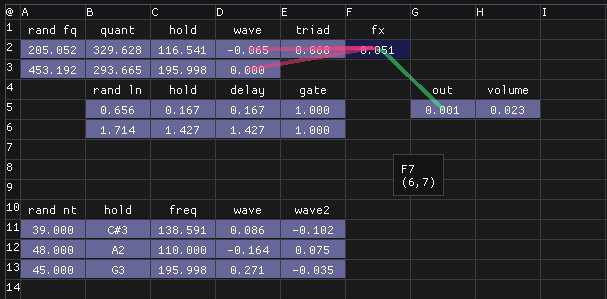 @ A B C D E F G H I
1 rand fq quant hold wave triad fx
2 205.052 329.628 116.541 -0.065 0.068 0.051
3 453.192 293.665 195.998 0.000
4 rand ln hold delay gate out volume
5 0.656 0.167 0.167 1.000 0.001 0.023
6 1.714 1.427 1.427 1.000
7
8 F7
9 (6,7)
10 rand nt hold freq wave wave2
11 39.000 C#3 138.591 0.086 -0.102
12 48.000 A2 110.000 -0.164 0.075
13 45.000 G3 195.998 0.271 -0.035
14